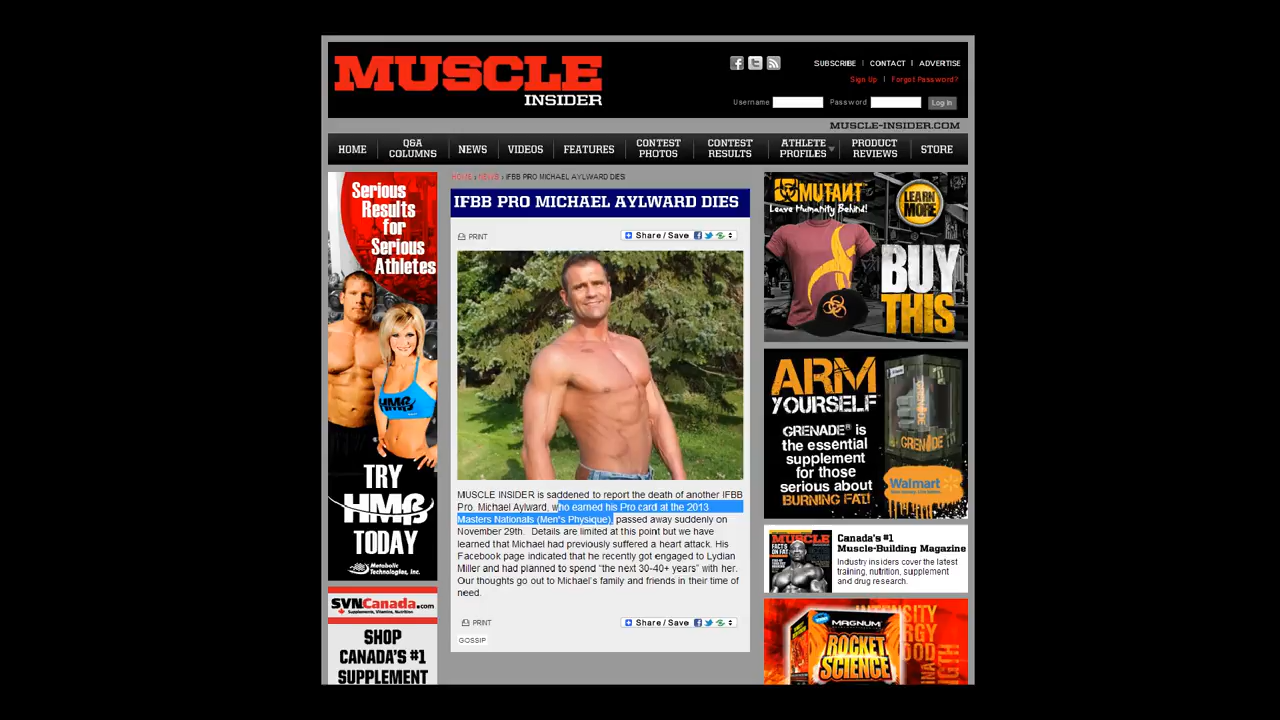 MUSCLE
INSIDER
SUBSCRIBE | CONTACT | ADVERTISE
Sign Up | Forgot Password?
Username Password Log in
MUSCLE-INSIDER.COM
HOME
Q&A
COLUMNS
NEWS
VIDEOS
FEATURES
CONTEST
PHOTOS
CONTEST
RESULTS
ATHLETE
PROFILES
PRODUCT
REVIEWS
STORE
Serious
Results
for
Serious
Athletes
HMB
TRY
HMB
TODAY
Metabolic
Technologies, Inc.
SVNCanada.com
Supplements, Vitamins, Nutrition
SHOP
CANADA'S #1
SUPPLEMENT
HOME › NEWS › IFBB PRO MICHAEL AYLWARD DIES
IFBB PRO MICHAEL AYLWARD DIES
PRINT
Share / Save
MUSCLE INSIDER is saddened to report the death of another IFBB
Pro. Michael Aylward, who earned his Pro card at the 2013
Masters Nationals (Men's Physique), passed away suddenly on
November 29th. Details are limited at this point but we have
learned that Michael had previously suffered a heart attack. His
Facebook page indicated that he recently got engaged to Lydian
Miller and had planned to spend “the next 30-40+ years” with her.
Our thoughts go out to Michael's family and friends in their time of
need.
PRINT
Share / Save
GOSSIP
MUTANT
Leave Humanity Behind!
LEARN
MORE
BUY
THIS
ARM
YOURSELF
GRENADE® is
the essential
supplement
for those
serious about
BURNING FAT!
GRENADE
Walmart
MUSCLE
Canada's #1
Muscle-Building Magazine
Industry insiders cover the latest
training, nutrition, supplement
and drug research.
INTENSITY
MAGNUM
ROCKET
SCIENCE